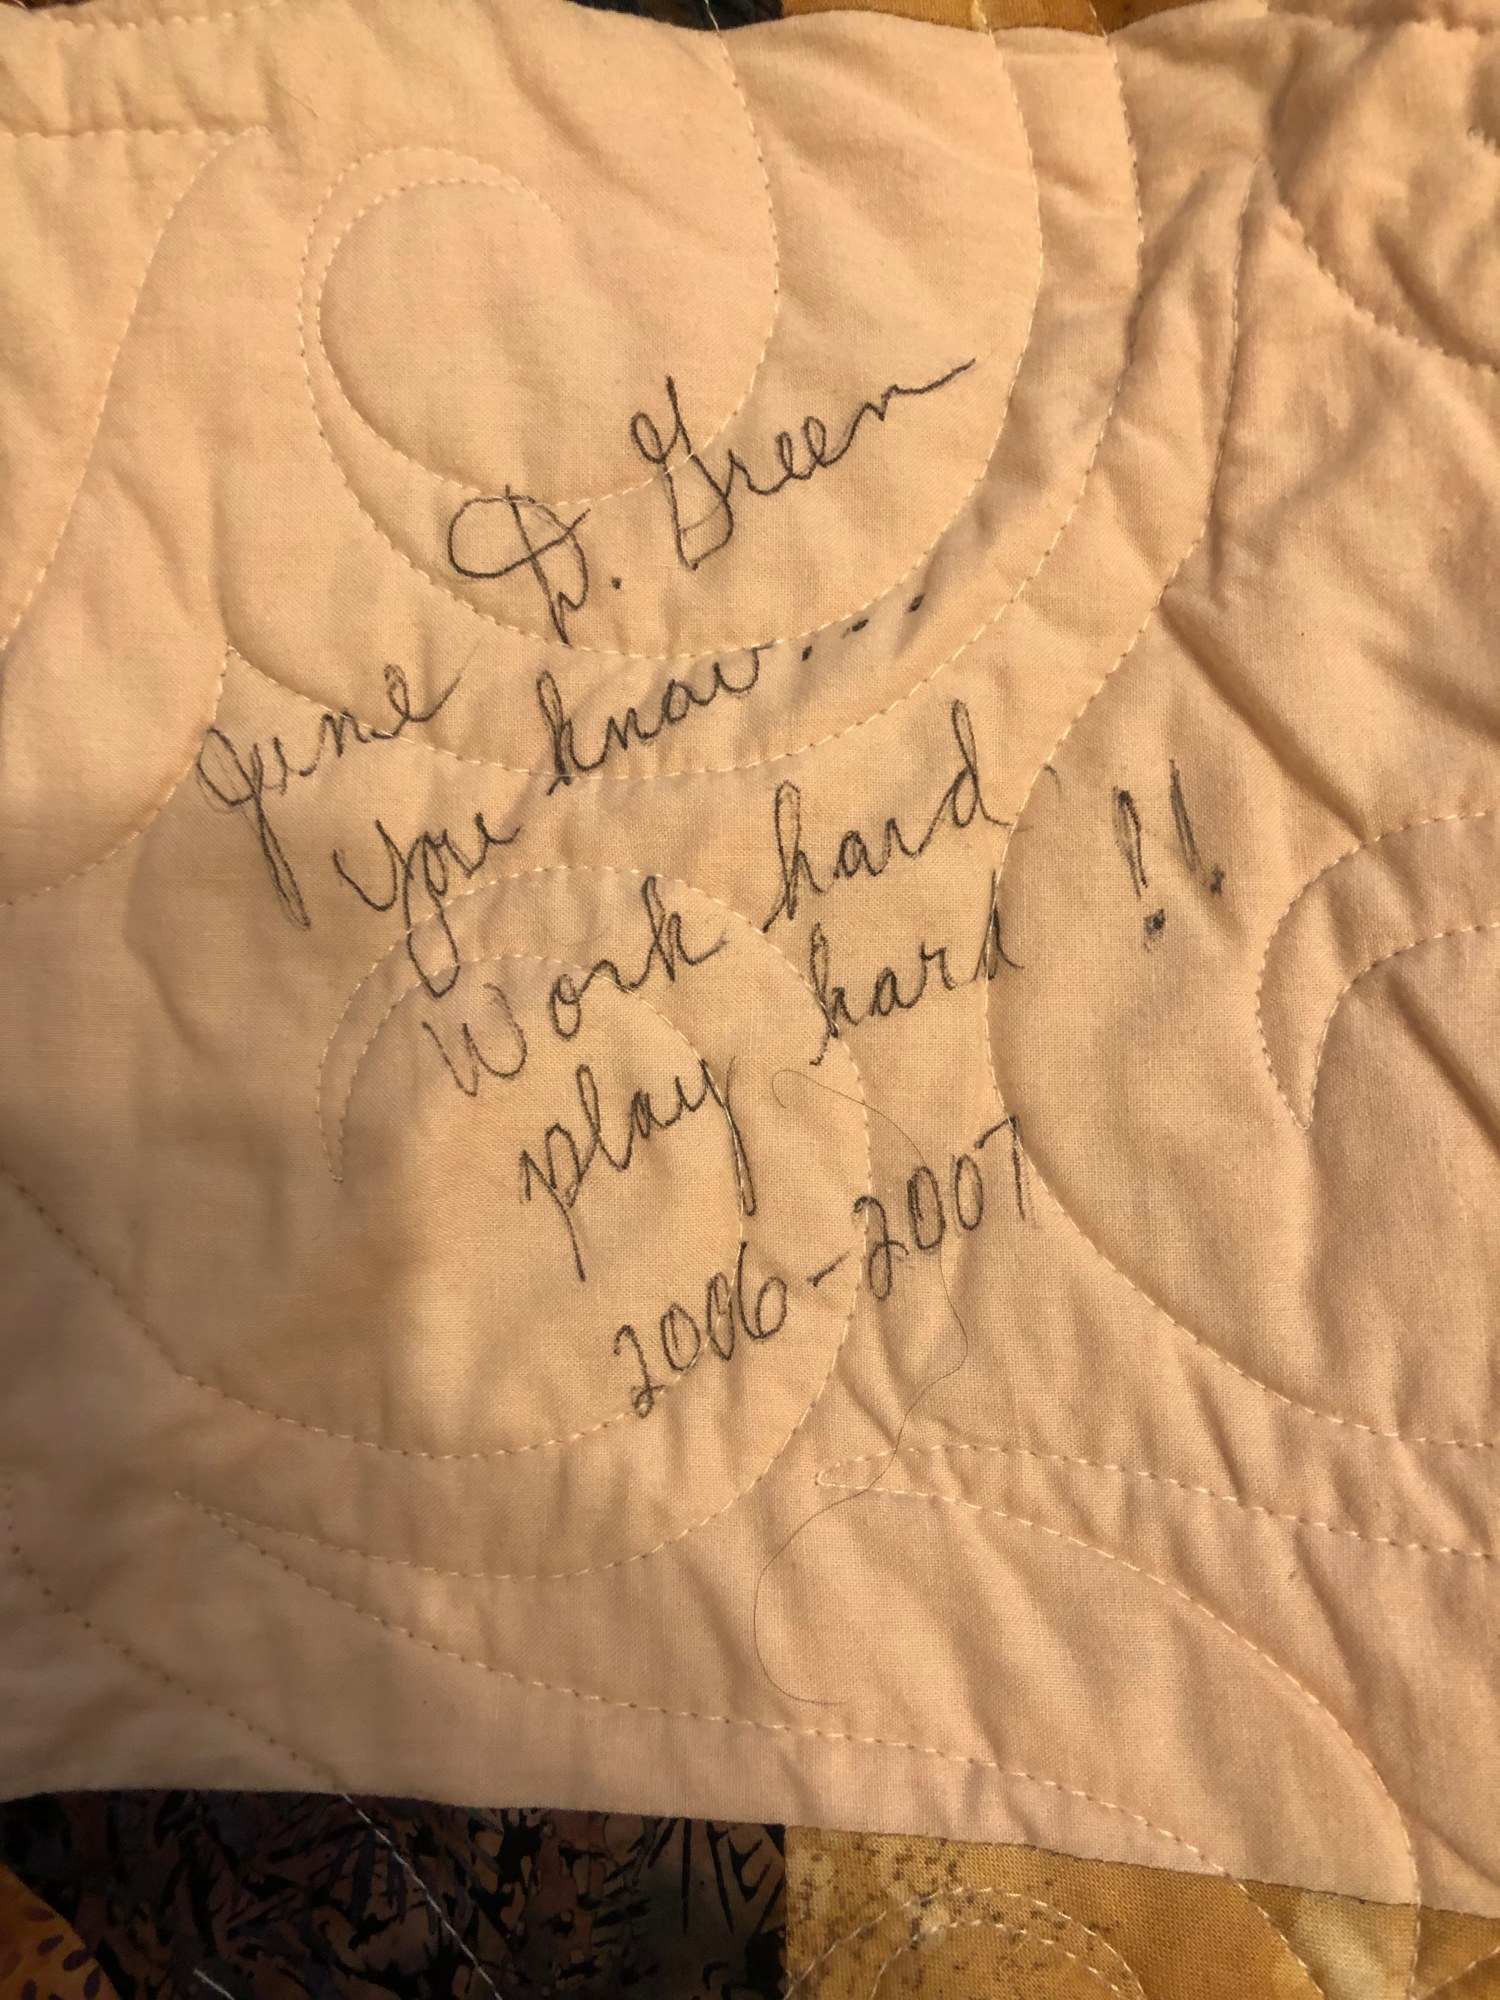 June D. Green
you know...
Work hard
play hard !!
2006-2007